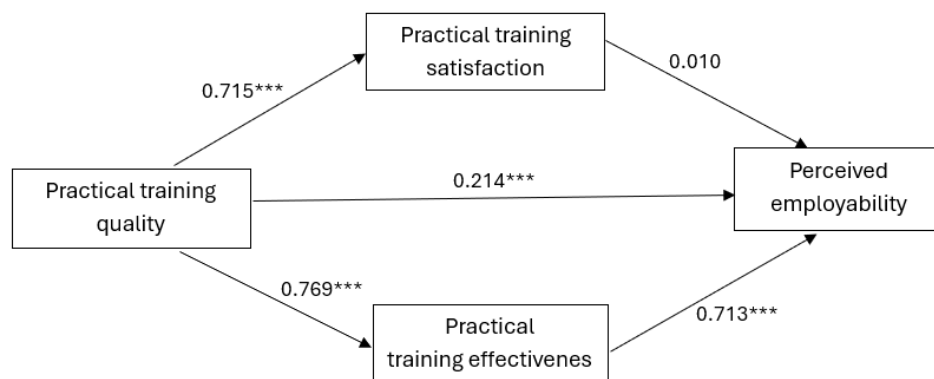 Practical training
satisfaction
0.010
0.715***
Practical training
quality
0.214***
Perceived
employability
0.769***
0.713***
Practical
training effectivenes